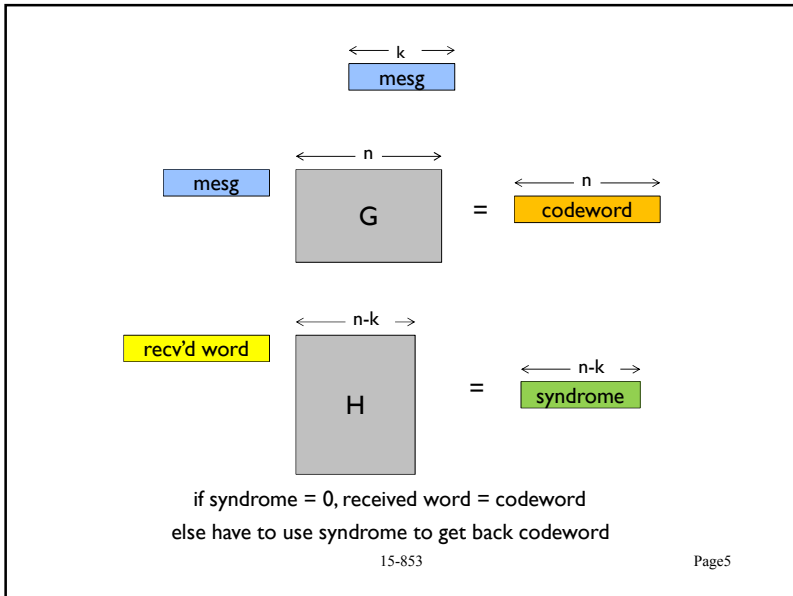 k
mesg
n
n
mesg
G
=
codeword
n-k
recv'd word
n-k
H
=
syndrome
if syndrome = 0, received word = codeword
else have to use syndrome to get back codeword
15-853
Page5